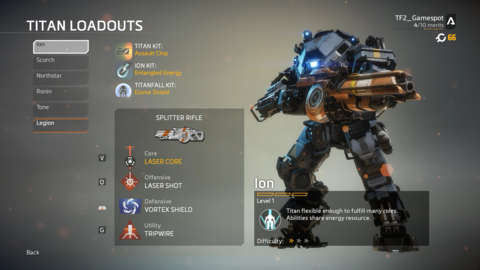 TITAN LOADOUTS
TF2_Gamespot
4/10 merits
66
Ion
Scorch
Northstar
Ronin
Tone
Legion
TITAN KIT:
Assault Chip
ION KIT:
Entangled Energy
TITANFALL KIT:
Dome Shield
SPLITTER RIFLE
V
Core
LASER CORE
Q
Offensive
LASER SHOT
Defensive
VORTEX SHIELD
G
Utility
TRIPWIRE
Ion
Level 1
Titan flexible enough to fulfill many roles.
Abilities share energy resource.
Difficulty:
Back